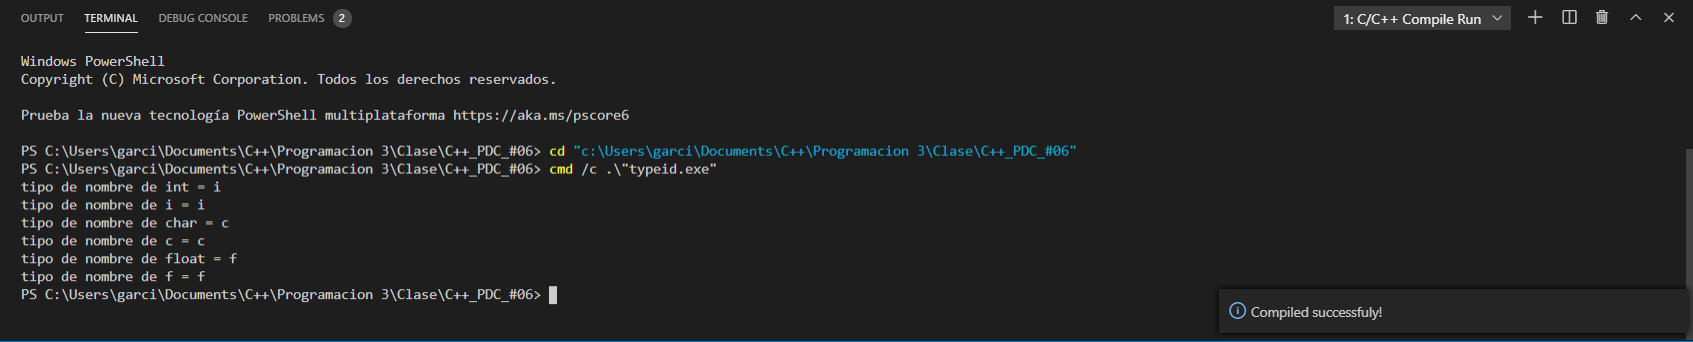 OUTPUT TERMINAL DEBUG CONSOLE PROBLEMS 2 1: C/C++ Compile Run
Windows PowerShell
Copyright (C) Microsoft Corporation. Todos los derechos reservados.
Prueba la nueva tecnología PowerShell multiplataforma https://aka.ms/pscore6
PS C:\Users\garci\Documents\C++\Programacion 3\Clase\C++_PDC_#06> cd "c:\Users\garci\Documents\C++\Programacion 3\Clase\C++_PDC_#06"
PS C:\Users\garci\Documents\C++\Programacion 3\Clase\C++_PDC_#06> cmd /c .\"typeid.exe"
tipo de nombre de int = i
tipo de nombre de i = i
tipo de nombre de char = c
tipo de nombre de c = c
tipo de nombre de float = f
tipo de nombre de f = f
PS C:\Users\garci\Documents\C++\Programacion 3\Clase\C++_PDC_#06>
Compiled successfuly!